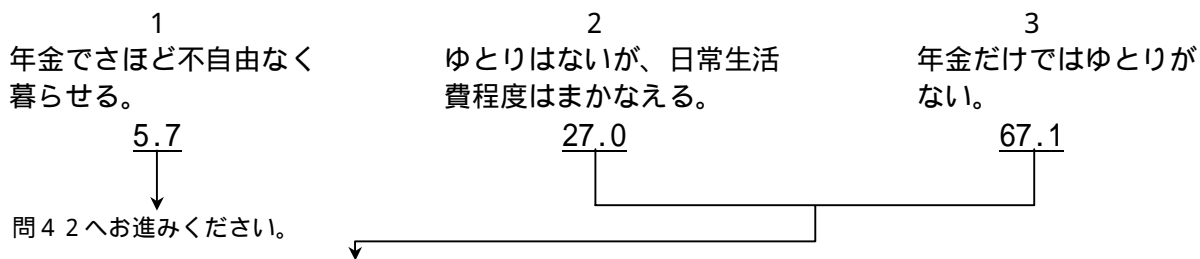 1
年金でさほど不自由なく
暮らせる。
5.7
2
ゆとりはないが、日常生活
費程度はまかなえる。
27.0
3
年金だけではゆとりが
ない。
67.1
問４２へお進みください。